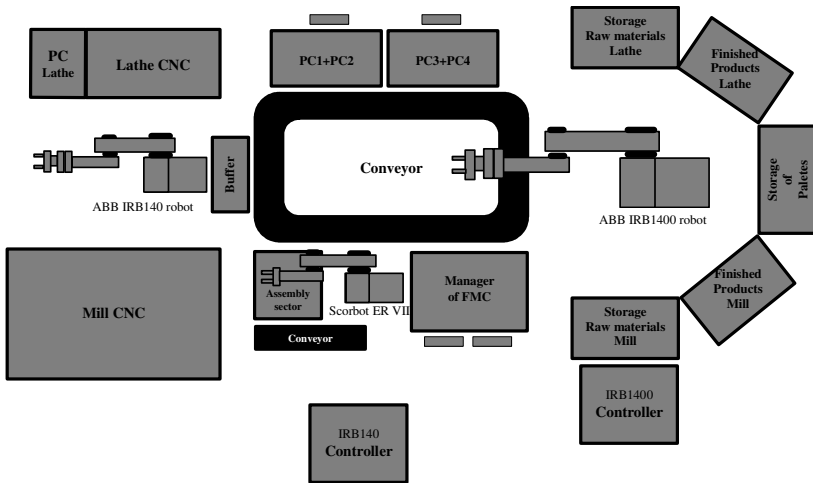 PC
Lathe
Lathe CNC
PC1+PC2
PC3+PC4
Storage
Raw materials
Lathe
Finished
Products
Lathe
Buffer
ABB IRB140 robot
Conveyor
ABB IRB1400 robot
Storage
of
Paletes
Mill CNC
Assembly
sector
Scorbot ER VII
Conveyor
Manager
of FMC
Finished
Products
Mill
Storage
Raw materials
Mill
IRB140
Controller
IRB1400
Controller